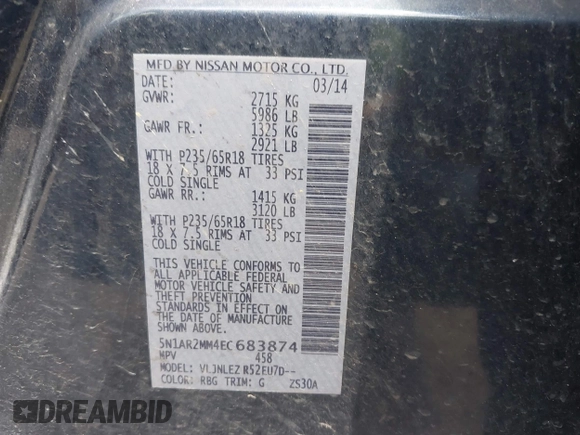 MFD BY NISSAN MOTOR CO., LTD.
DATE: 03/14
GVWR: 2715 KG
5986 LB
GAWR FR.: 1325 KG
2921 LB
WITH P235/65R18 TIRES
18 X 7.5 RIMS AT 33 PSI
COLD SINGLE
GAWR RR.: 1415 KG
3120 LB
WITH P235/65R18 TIRES
18 X 7.5 RIMS AT 33 PSI
COLD SINGLE
THIS VEHICLE CONFORMS TO
ALL APPLICABLE FEDERAL
MOTOR VEHICLE SAFETY AND
THEFT PREVENTION
STANDARDS IN EFFECT ON
THE DATE OF MANUFACTURE
SHOWN ABOVE.
5N1AR2MM4EC683874
MPV 458
MODEL: VLJNLEZ R52EU7D--
COLOR: RBG TRIM: G ZS30A
DREAMBID